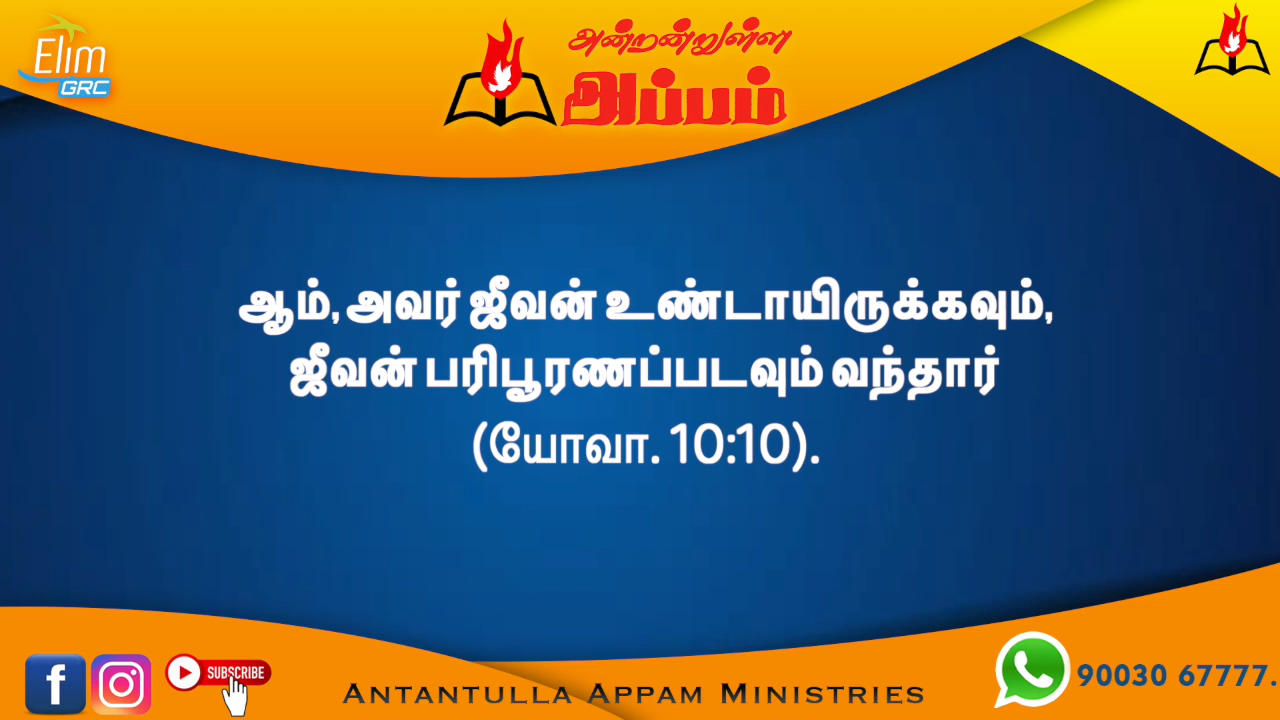 Elim
GRC
அன்றன்றுள்ள
அப்பம்
ஆம், அவர் ஜீவன் உண்டாயிருக்கவும்,
ஜீவன் பரிபூரணப்படவும் வந்தார்
(யோவா. 10:10).
SUBSCRIBE
ANTANTULLA APPAM MINISTRIES
90030 67777.